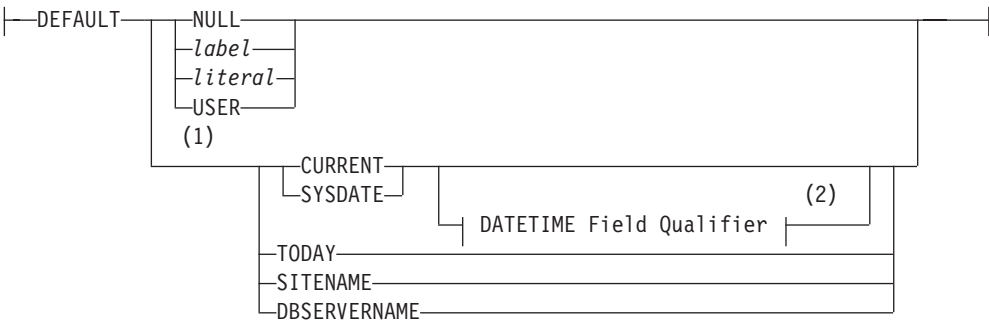 DEFAULT NULL
label
literal
USER
(1)
CURRENT
SYSDATE
(2)
DATETIME Field Qualifier
TODAY
SITENAME
DBSERVERNAME